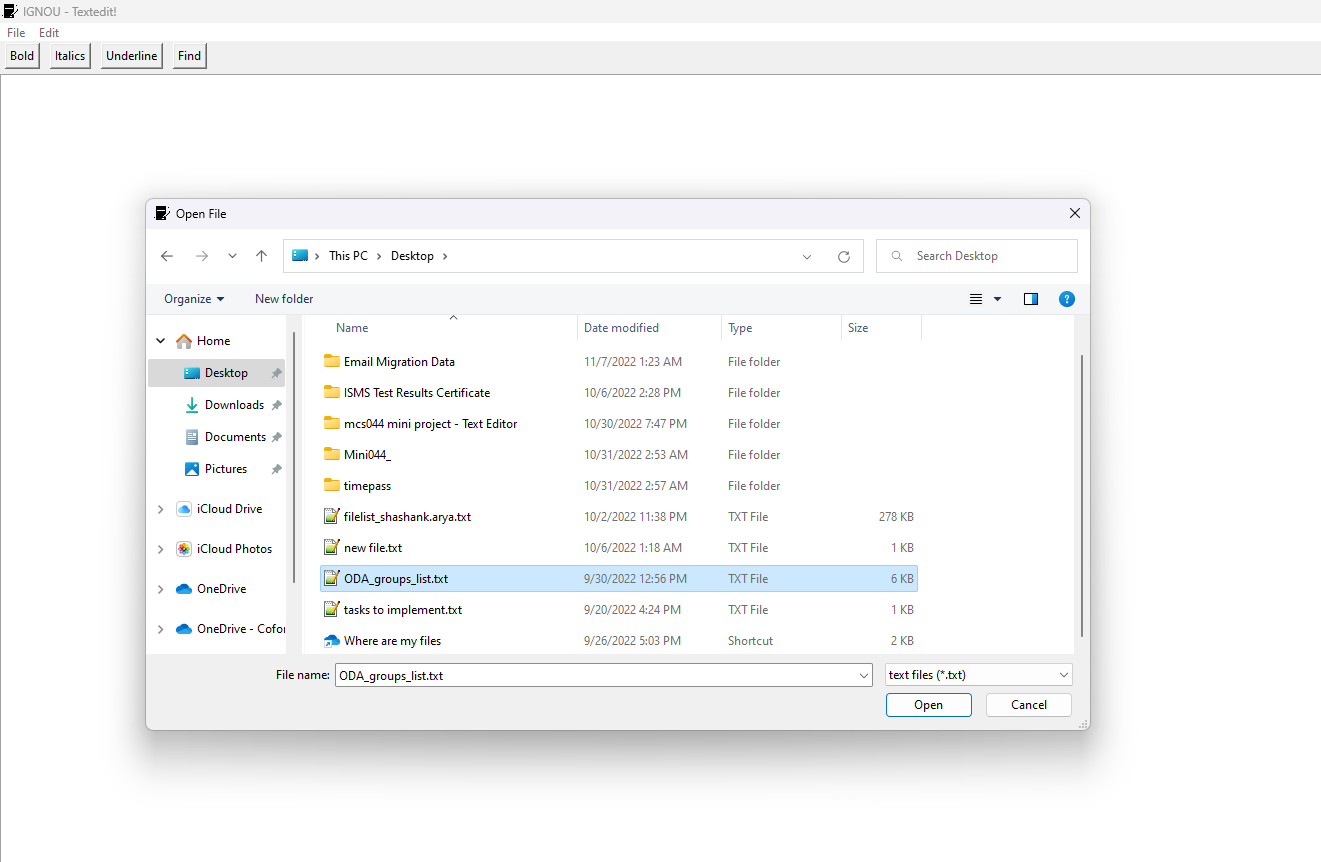 IGNOU - Textedit!
File Edit
Bold Italics Underline Find
Open File
This PC Desktop Search Desktop
Organize New folder ?
Name Date modified Type Size
Home
Desktop
Downloads
Documents
Pictures
iCloud Drive
iCloud Photos
OneDrive
OneDrive - Cofor
Email Migration Data 11/7/2022 1:23 AM File folder
ISMS Test Results Certificate 10/6/2022 2:28 PM File folder
mcs044 mini project - Text Editor 10/30/2022 7:47 PM File folder
Mini044_ 10/31/2022 2:53 AM File folder
timepass 10/31/2022 2:57 AM File folder
filelist_shashank.arya.txt 10/2/2022 11:38 PM TXT File 278 KB
new file.txt 10/6/2022 1:18 AM TXT File 1 KB
ODA_groups_list.txt 9/30/2022 12:56 PM TXT File 6 KB
tasks to implement.txt 9/20/2022 4:24 PM TXT File 1 KB
Where are my files 9/26/2022 5:03 PM Shortcut 2 KB
File name: ODA_groups_list.txt text files (*.txt)
Open Cancel